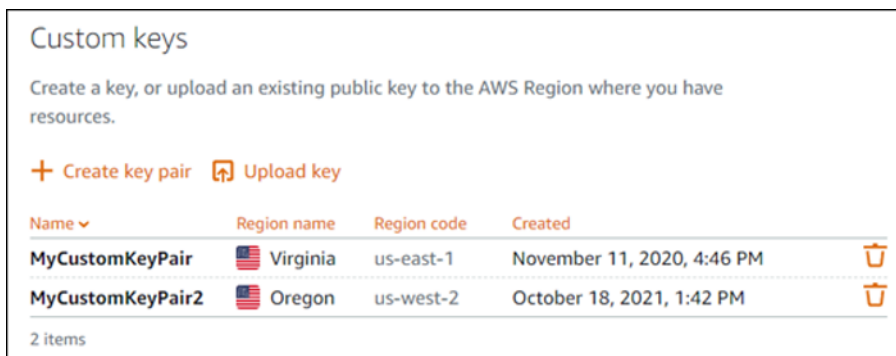 Custom keys
Create a key, or upload an existing public key to the AWS Region where you have
resources.
Create key pair Upload key
Name Region name Region code Created
MyCustomKeyPair Virginia us-east-1 November 11, 2020, 4:46 PM
MyCustomKeyPair2 Oregon us-west-2 October 18, 2021, 1:42 PM
2 items